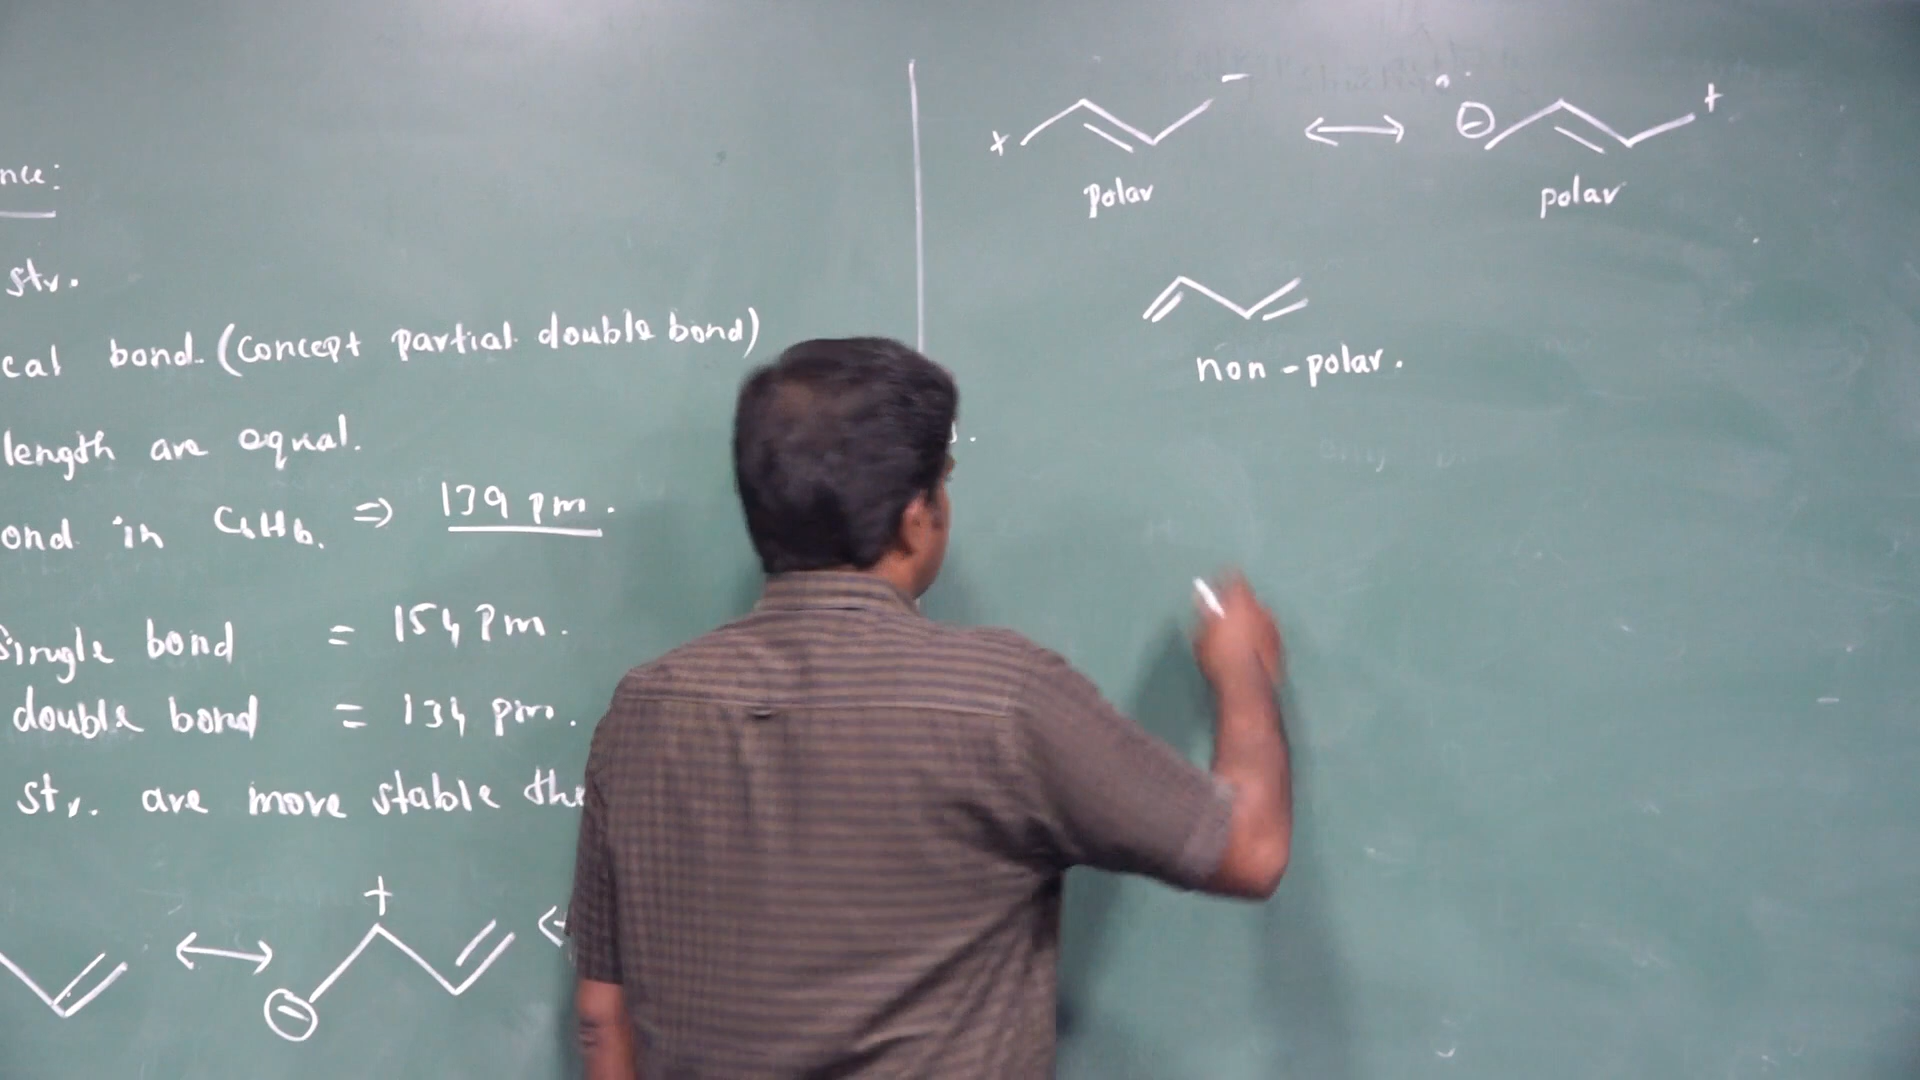 nce:
str.
cal bond. (Concept partial double bond)
length are equal.
ond in C6H6. ⇒ 139 pm.
Single bond = 154 pm.
double bond = 134 pm.
str. are more stable the
+
⊖
+ − ↔ ⊖ +
polar polar
non-polar.
s.